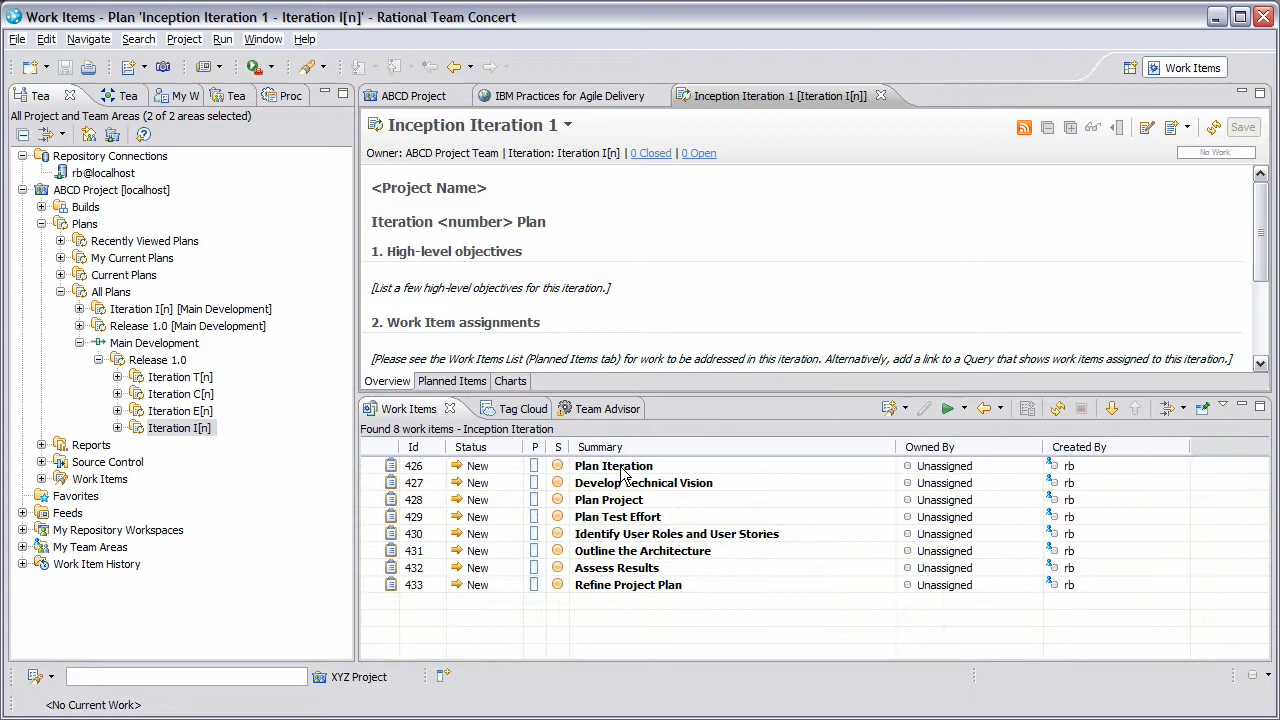 Work Items - Plan 'Inception Iteration 1 - Iteration I[n]' - Rational Team Concert
File Edit Navigate Search Project Run Window Help
Work Items
Tea Tea My W Tea Proc
All Project and Team Areas (2 of 2 areas selected)
Repository Connections
rb@localhost
ABCD Project [localhost]
Builds
Plans
Recently Viewed Plans
My Current Plans
Current Plans
All Plans
Iteration I[n] [Main Development]
Release 1.0 [Main Development]
Main Development
Release 1.0
Iteration T[n]
Iteration C[n]
Iteration E[n]
Iteration I[n]
Reports
Source Control
Work Items
Favorites
Feeds
My Repository Workspaces
My Team Areas
Work Item History
ABCD Project IBM Practices for Agile Delivery Inception Iteration 1 [Iteration I[n]]
Inception Iteration 1
Save
Owner: ABCD Project Team | Iteration: Iteration I[n] | 0 Closed | 0 Open
No Work
<Project Name>
Iteration <number> Plan
1. High-level objectives
[List a few high-level objectives for this iteration.]
2. Work Item assignments
[Please see the Work Items List (Planned Items tab) for work to be addressed in this iteration. Alternatively, add a link to a Query that shows work items assigned to this iteration.]
Overview Planned Items Charts
Work Items Tag Cloud Team Advisor
Found 8 work items - Inception Iteration
Id Status P S Summary Owned By Created By
426 New Plan Iteration Unassigned rb
427 New Develop Technical Vision Unassigned rb
428 New Plan Project Unassigned rb
429 New Plan Test Effort Unassigned rb
430 New Identify User Roles and User Stories Unassigned rb
431 New Outline the Architecture Unassigned rb
432 New Assess Results Unassigned rb
433 New Refine Project Plan Unassigned rb
XYZ Project
<No Current Work>